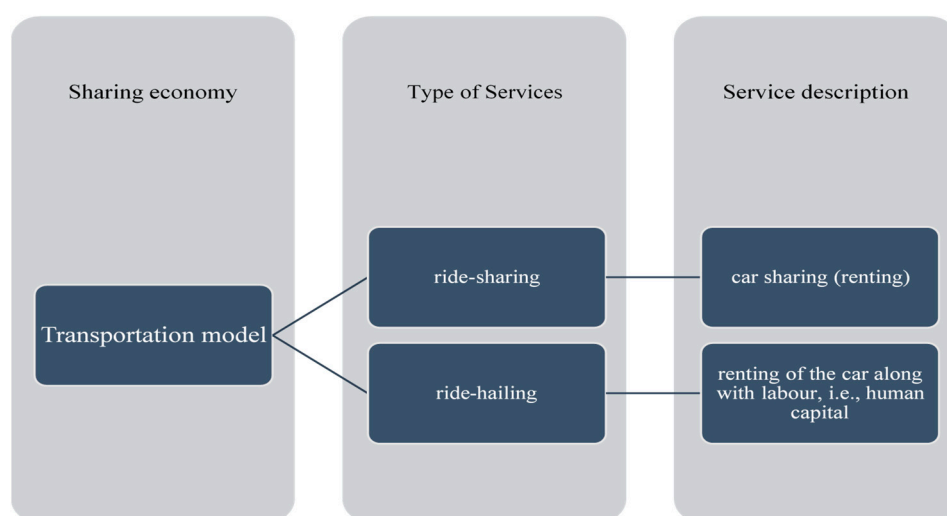 Sharing economy
Type of Services
Service description
Transportation model
ride-sharing
car sharing (renting)
ride-hailing
renting of the car along
with labour, i.e., human
capital